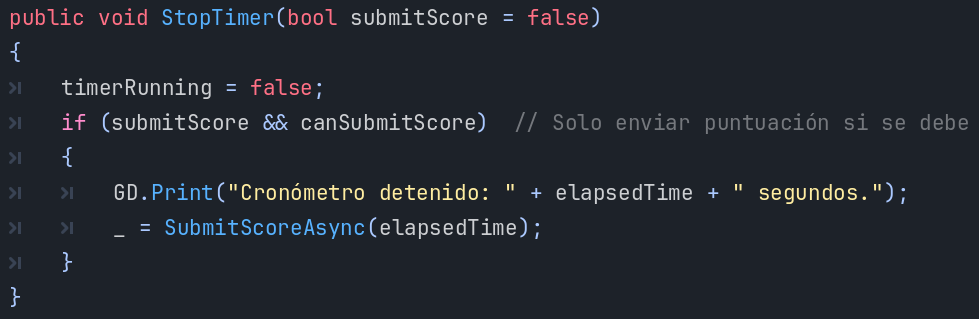 public void StopTimer(bool submitScore = false)
{
timerRunning = false;
if (submitScore && canSubmitScore)  // Solo enviar puntuación si se debe
{
GD.Print("Cronómetro detenido: " + elapsedTime + " segundos.");
_ = SubmitScoreAsync(elapsedTime);
}
}